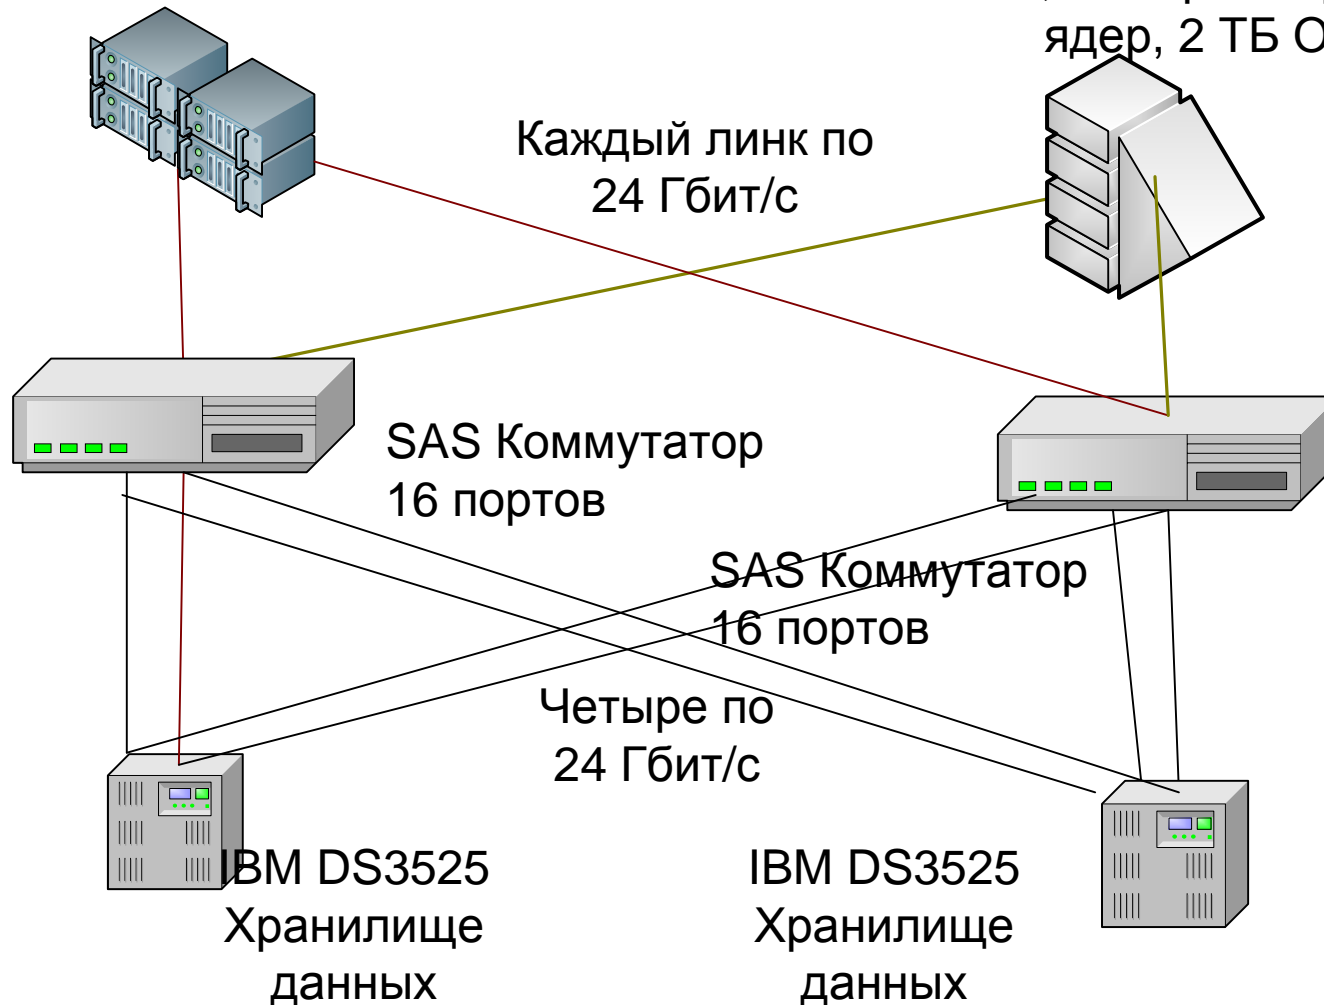 ядер, 2 ТБ О
Каждый линк по
24 Гбит/с
SAS Коммутатор
16 портов
SAS Коммутатор
16 портов
Четыре по
24 Гбит/с
IBM DS3525
Хранилище
данных
IBM DS3525
Хранилище
данных